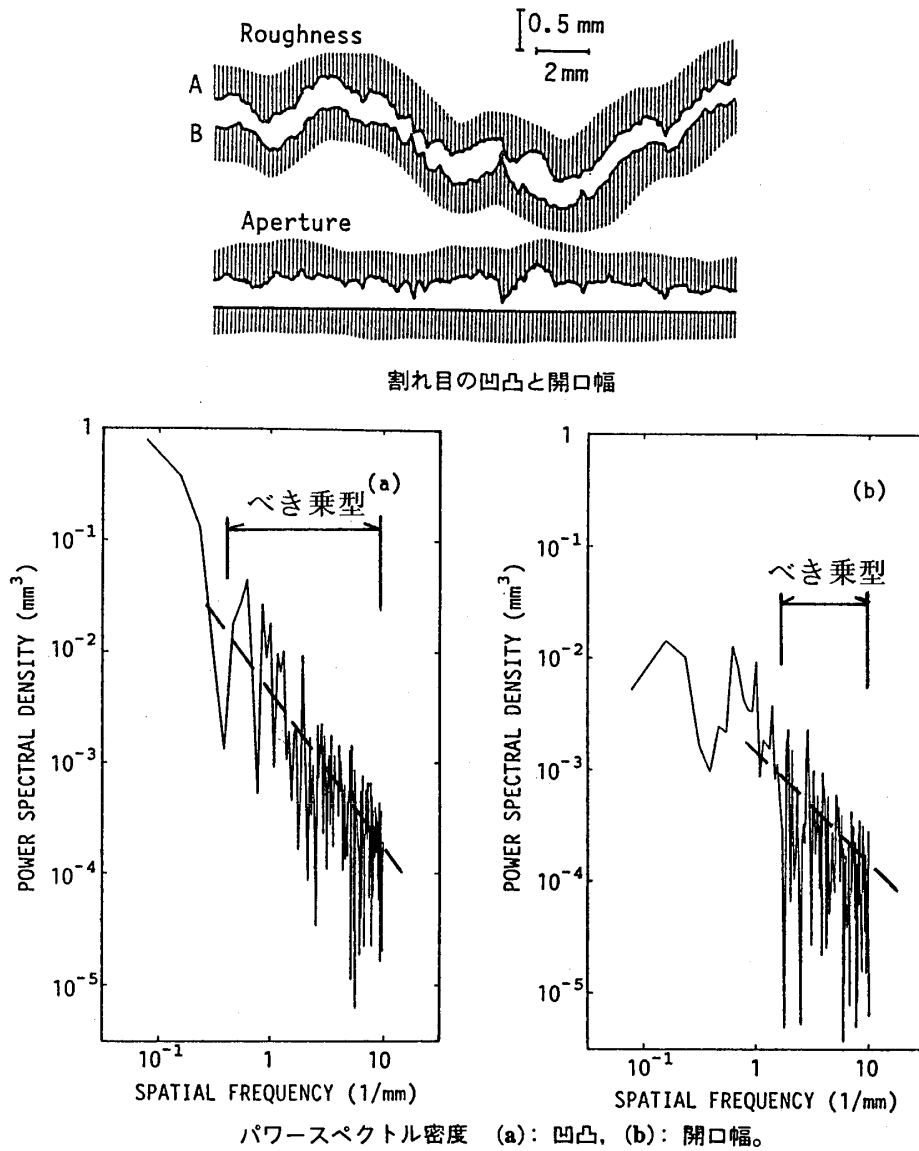 Roughness
0.5 mm
2 mm
A
B
Aperture
割れ目の凹凸と開口幅
(a)
べき乗型
1
10⁻¹
10⁻²
10⁻³
10⁻⁴
10⁻⁵
POWER SPECTRAL DENSITY (mm³)
10⁻¹ 1 10
SPATIAL FREQUENCY (1/mm)
(b)
べき乗型
1
10⁻¹
10⁻²
10⁻³
10⁻⁴
10⁻⁵
POWER SPECTRAL DENSITY (mm³)
10⁻¹ 1 10
SPATIAL FREQUENCY (1/mm)
パワースペクトル密度 (a): 凹凸, (b): 開口幅。